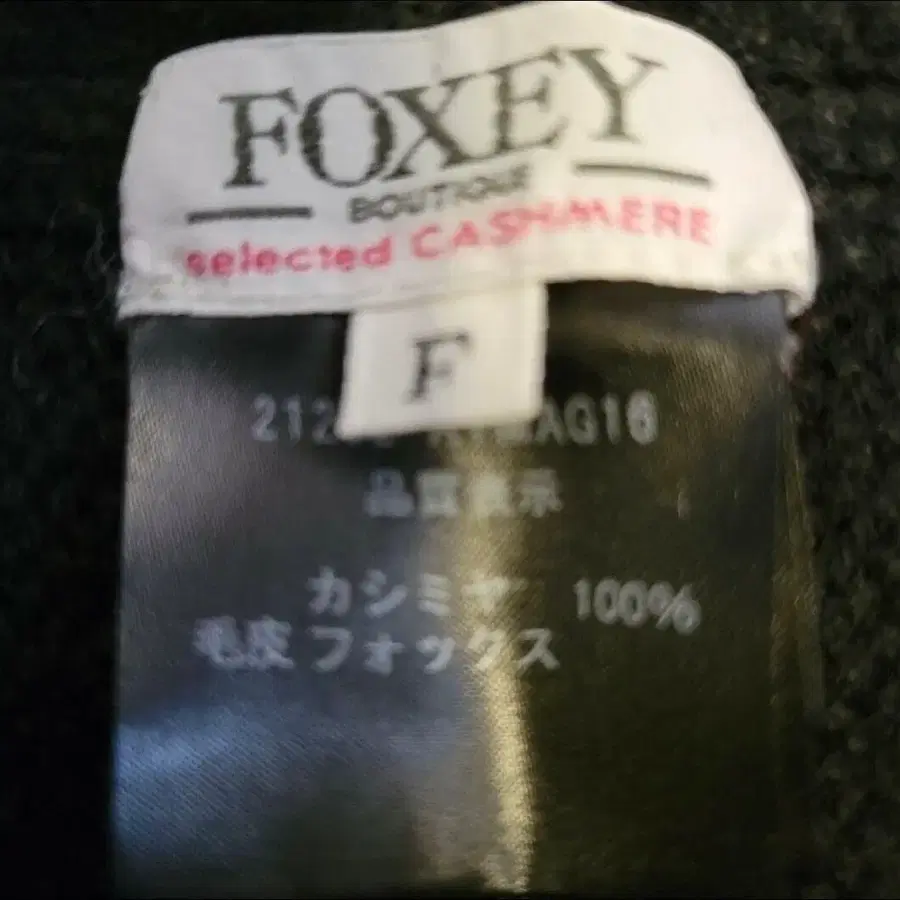 FOXEY
BOUTIQUE
selected CASHMERE
F
品質表示
カシミヤ 100%
毛皮 フォックス